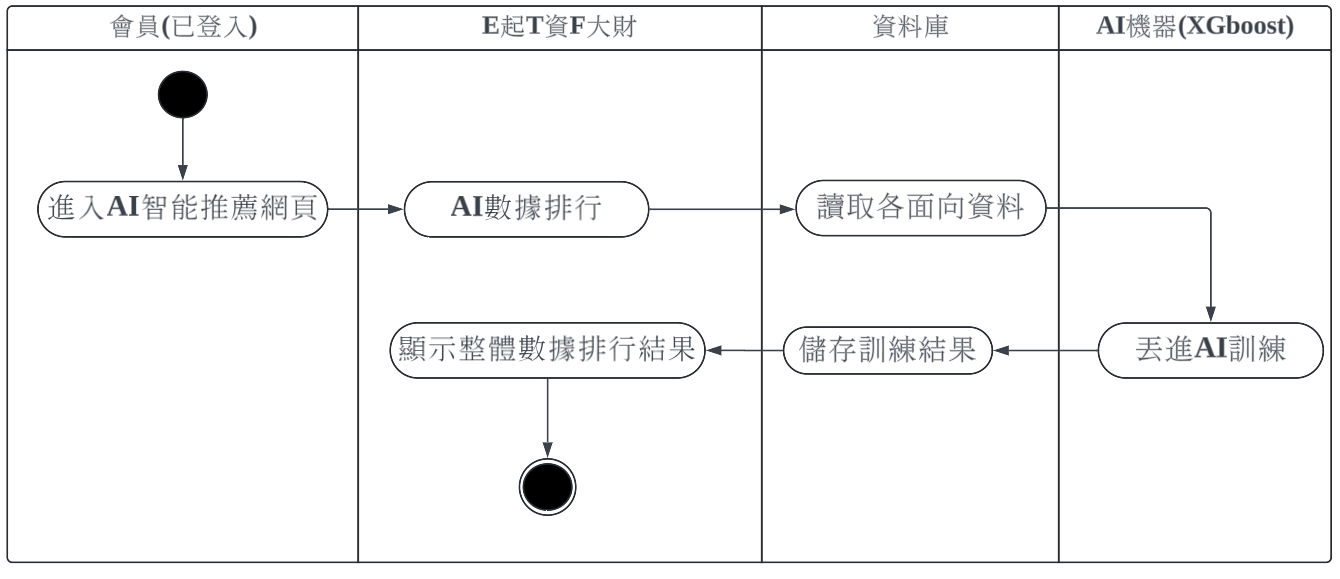 會員(已登入)
E起T資F大財
資料庫
AI機器(XGboost)
進入AI智能推薦網頁
AI數據排行
讀取各面向資料
顯示整體數據排行結果
儲存訓練結果
丟進AI訓練